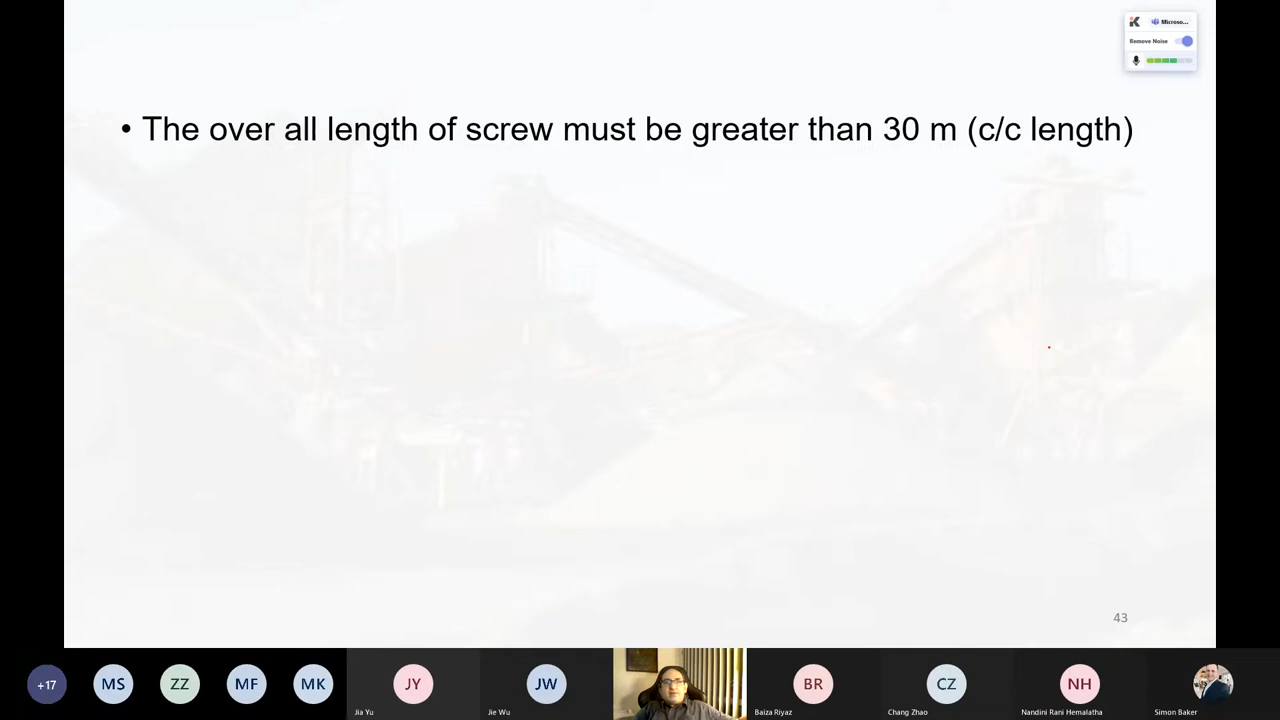 Microso...
Remove Noise
• The over all length of screw must be greater than 30 m (c/c length)
43
+17
MS
ZZ
MF
MK
JY
JW
BR
CZ
NH
Jia Yu
Jie Wu
Baiza Riyaz
Chang Zhao
Nandini Rani Hemalatha
Simon Baker